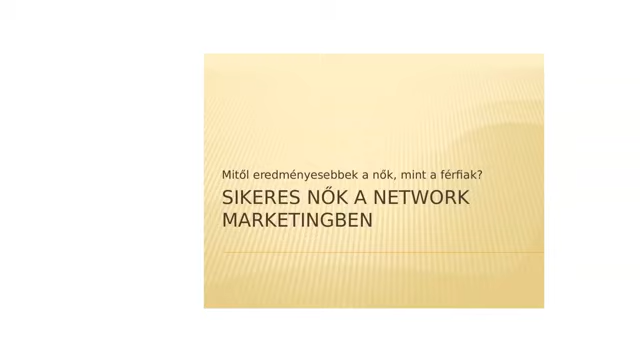 Mitől eredményesebbek a nők, mint a férfiak?
SIKERES NŐK A NETWORK
MARKETINGBEN